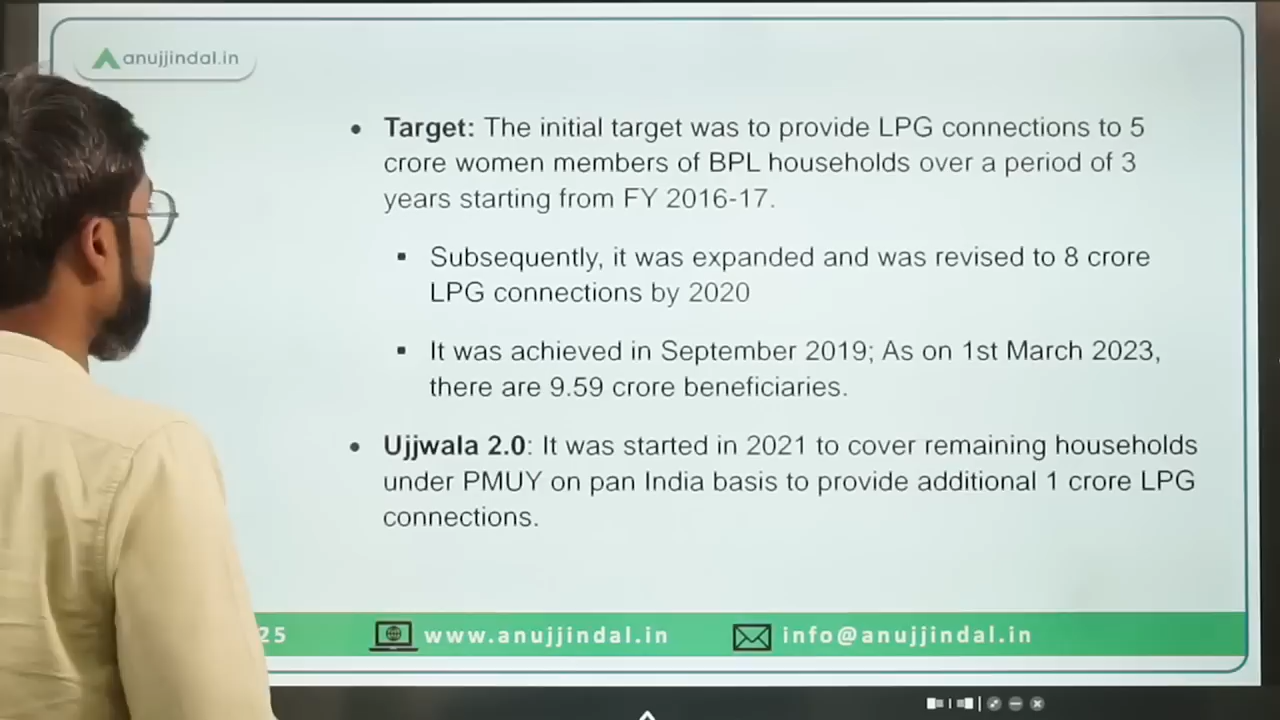 anujjindal.in
• Target: The initial target was to provide LPG connections to 5
crore women members of BPL households over a period of 3
years starting from FY 2016-17.
▪ Subsequently, it was expanded and was revised to 8 crore
LPG connections by 2020
▪ It was achieved in September 2019; As on 1st March 2023,
there are 9.59 crore beneficiaries.
• Ujjwala 2.0: It was started in 2021 to cover remaining households
under PMUY on pan India basis to provide additional 1 crore LPG
connections.
25 www.anujjindal.in info@anujjindal.in